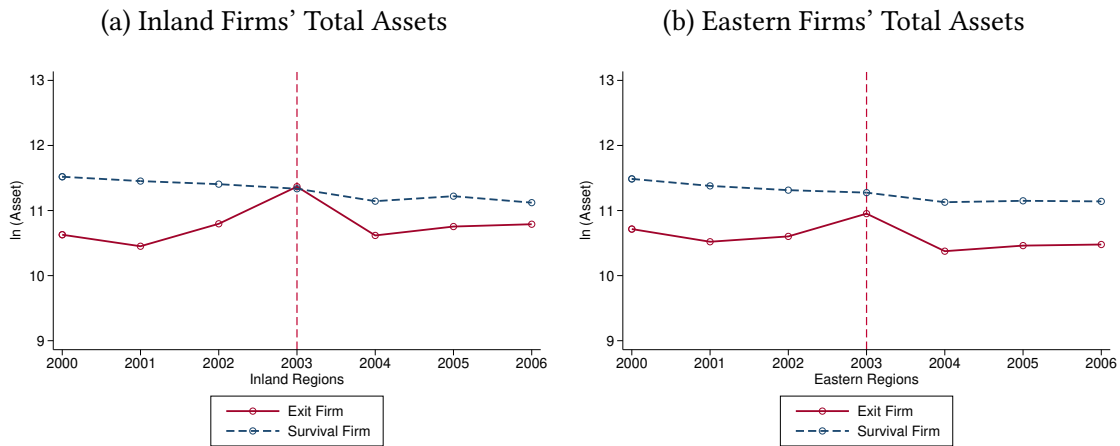 (a) Inland Firms’ Total Assets
13
12
11
10
9
ln (Asset)
2000 2001 2002 2003 2004 2005 2006
Inland Regions
Exit Firm
Survival Firm
(b) Eastern Firms’ Total Assets
13
12
11
10
9
ln (Asset)
2000 2001 2002 2003 2004 2005 2006
Eastern Regions
Exit Firm
Survival Firm